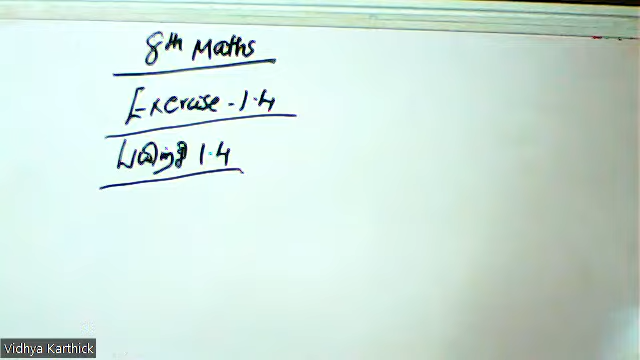 8th Maths
Exercise - 1.4
பயிற்சி 1.4
Vidhya Karthick